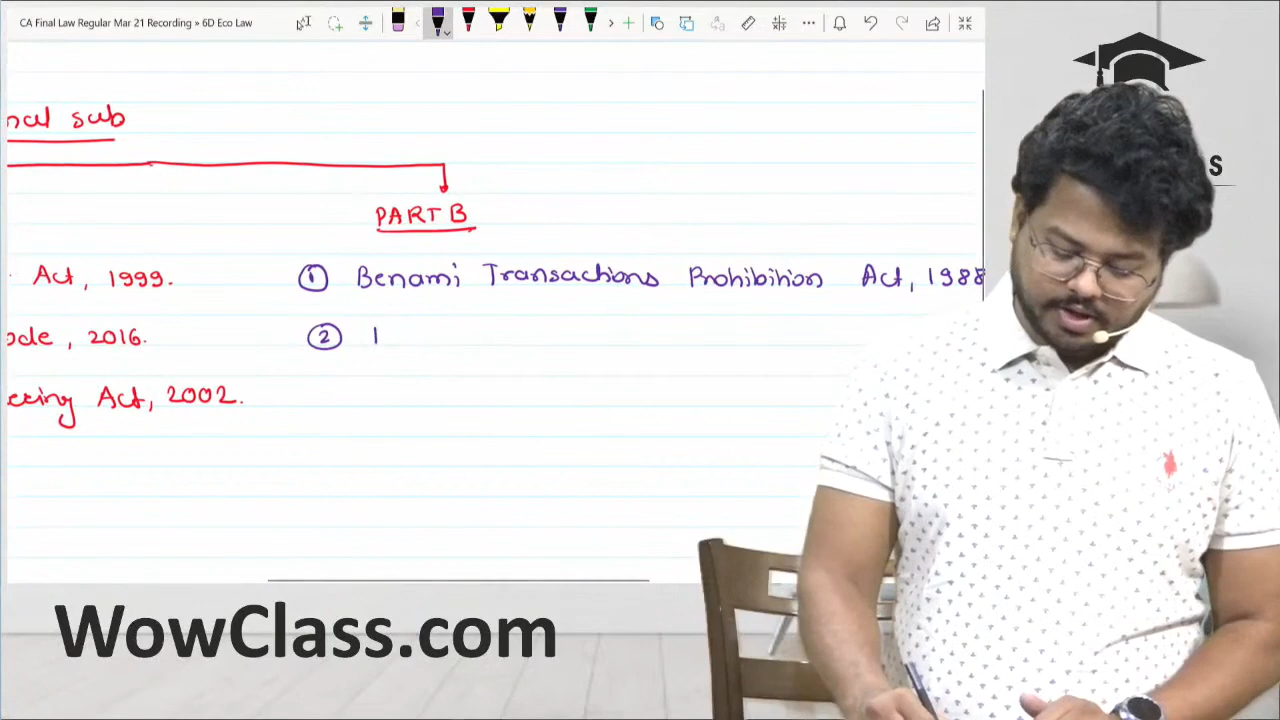 CA Final Law Regular Mar 21 Recording » 6D Eco Law
nal sub
PART B
Act, 1999.
① Benami Transactions Prohibition Act, 1988
ode, 2016.
②
ering Act, 2002.
S
WowClass.com